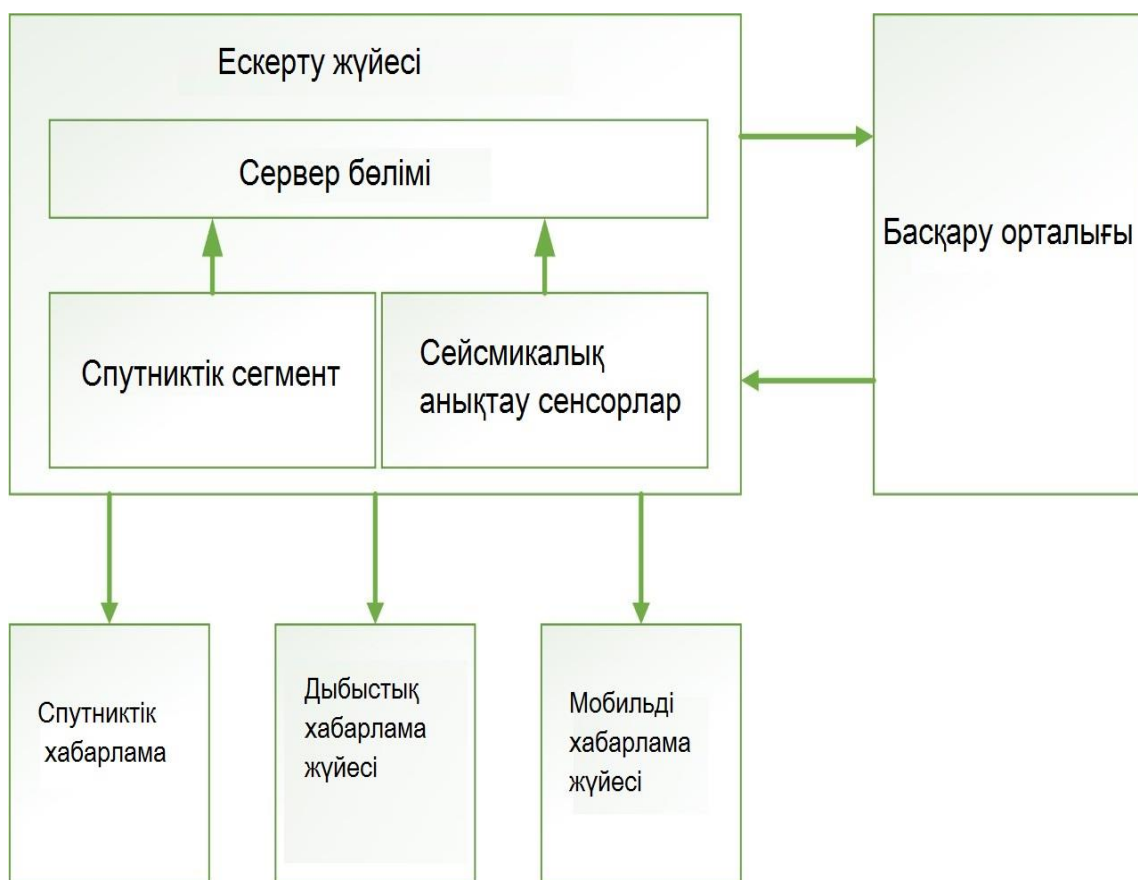 Ескерту жүйесі
Сервер бөлімі
Басқару орталығы
Спутниктік сегмент
Сейсмикалық
анықтау сенсорлар
Спутниктік
хабарлама
Дыбыстық
хабарлама
жүйесі
Мобильді
хабарлама
жүйесі